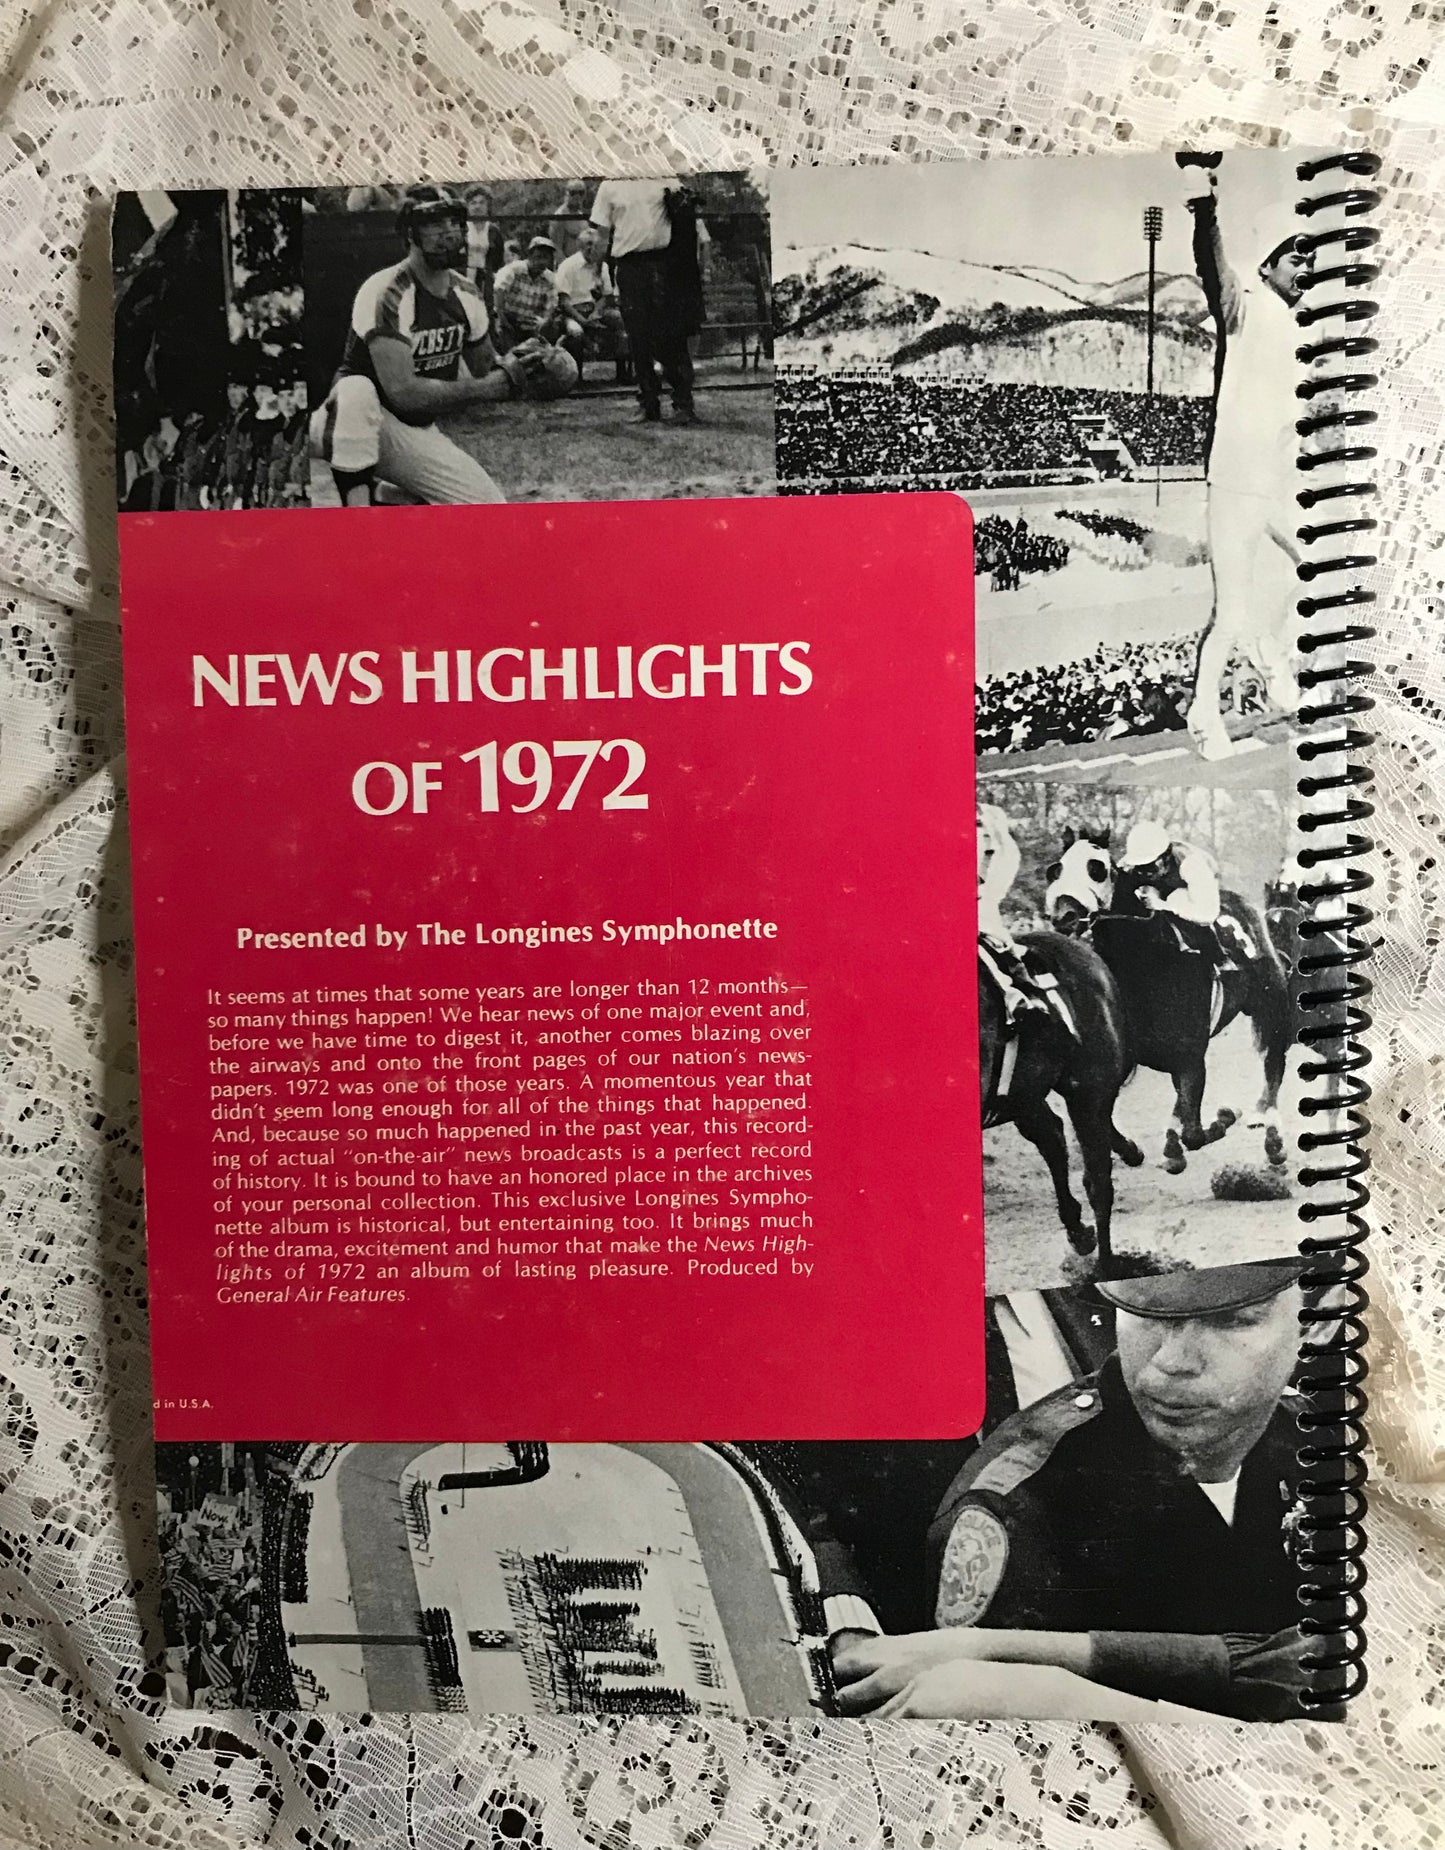 NEWS HIGHLIGHTS
OF 1972
Presented by The Longines Symphonette
It seems at times that some years are longer than 12 months—
so many things happen! We hear news of one major event and,
before we have time to digest it, another comes blazing over
the airways and onto the front pages of our nation's news-
papers. 1972 was one of those years. A momentous year that
didn't seem long enough for all of the things that happened.
And, because so much happened in the past year, this record-
ing of actual "on-the-air" news broadcasts is a perfect record
of history. It is bound to have an honored place in the archives
of your personal collection. This exclusive Longines Sympho-
nette album is historical, but entertaining too. It brings much
of the drama, excitement and humor that make the News High-
lights of 1972 an album of lasting pleasure. Produced by
General Air Features.
d in U.S.A.
Now
3